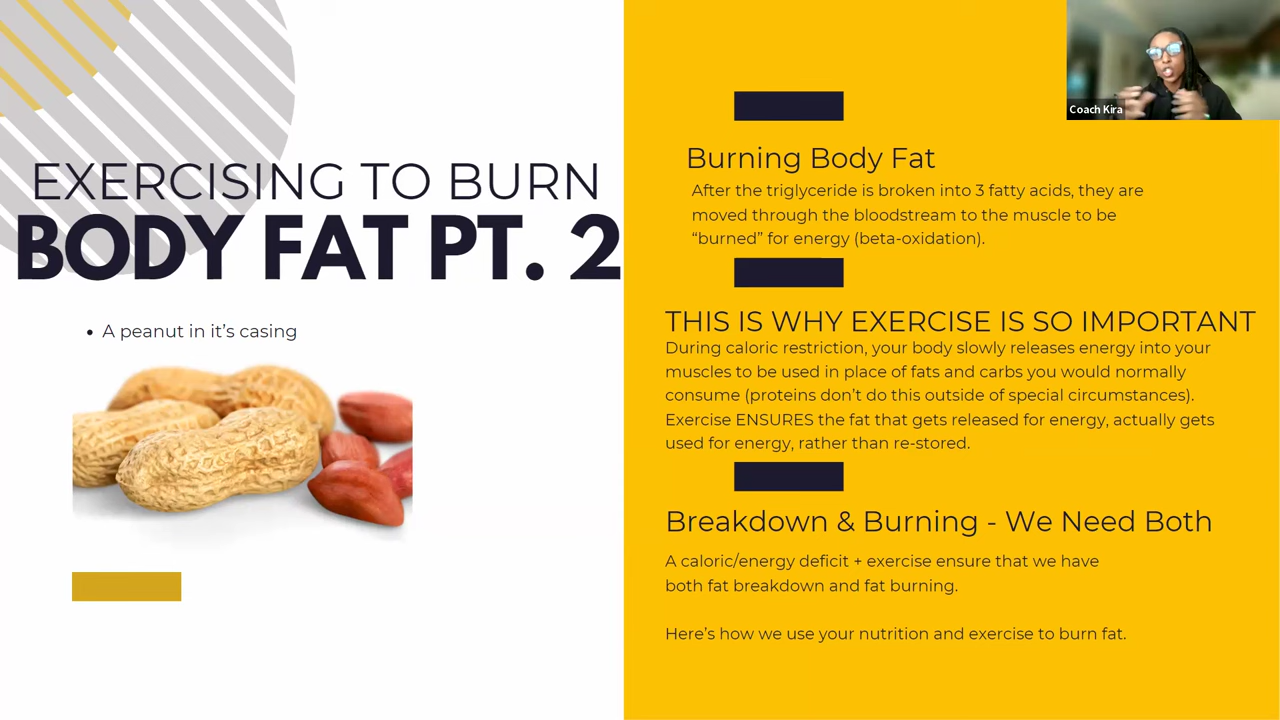 EXERCISING TO BURN
BODY FAT PT. 2
• A peanut in it's casing
Coach Kira
Burning Body Fat
After the triglyceride is broken into 3 fatty acids, they are
moved through the bloodstream to the muscle to be
“burned” for energy (beta-oxidation).
THIS IS WHY EXERCISE IS SO IMPORTANT
During caloric restriction, your body slowly releases energy into your
muscles to be used in place of fats and carbs you would normally
consume (proteins don't do this outside of special circumstances).
Exercise ENSURES the fat that gets released for energy, actually gets
used for energy, rather than re-stored.
Breakdown & Burning - We Need Both
A caloric/energy deficit + exercise ensure that we have
both fat breakdown and fat burning.
Here's how we use your nutrition and exercise to burn fat.